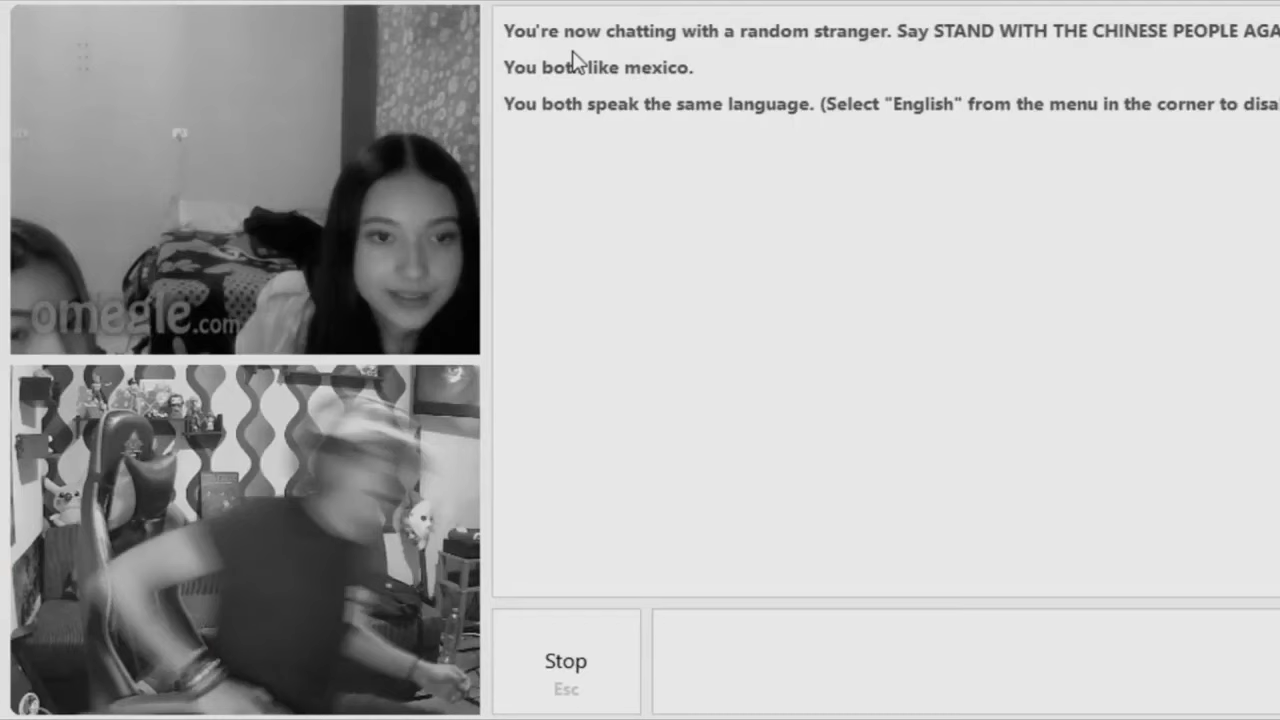 You're now chatting with a random stranger. Say STAND WITH THE CHINESE PEOPLE AGA
You both like mexico.
You both speak the same language. (Select "English" from the menu in the corner to disa
omegle.com
Stop
Esc